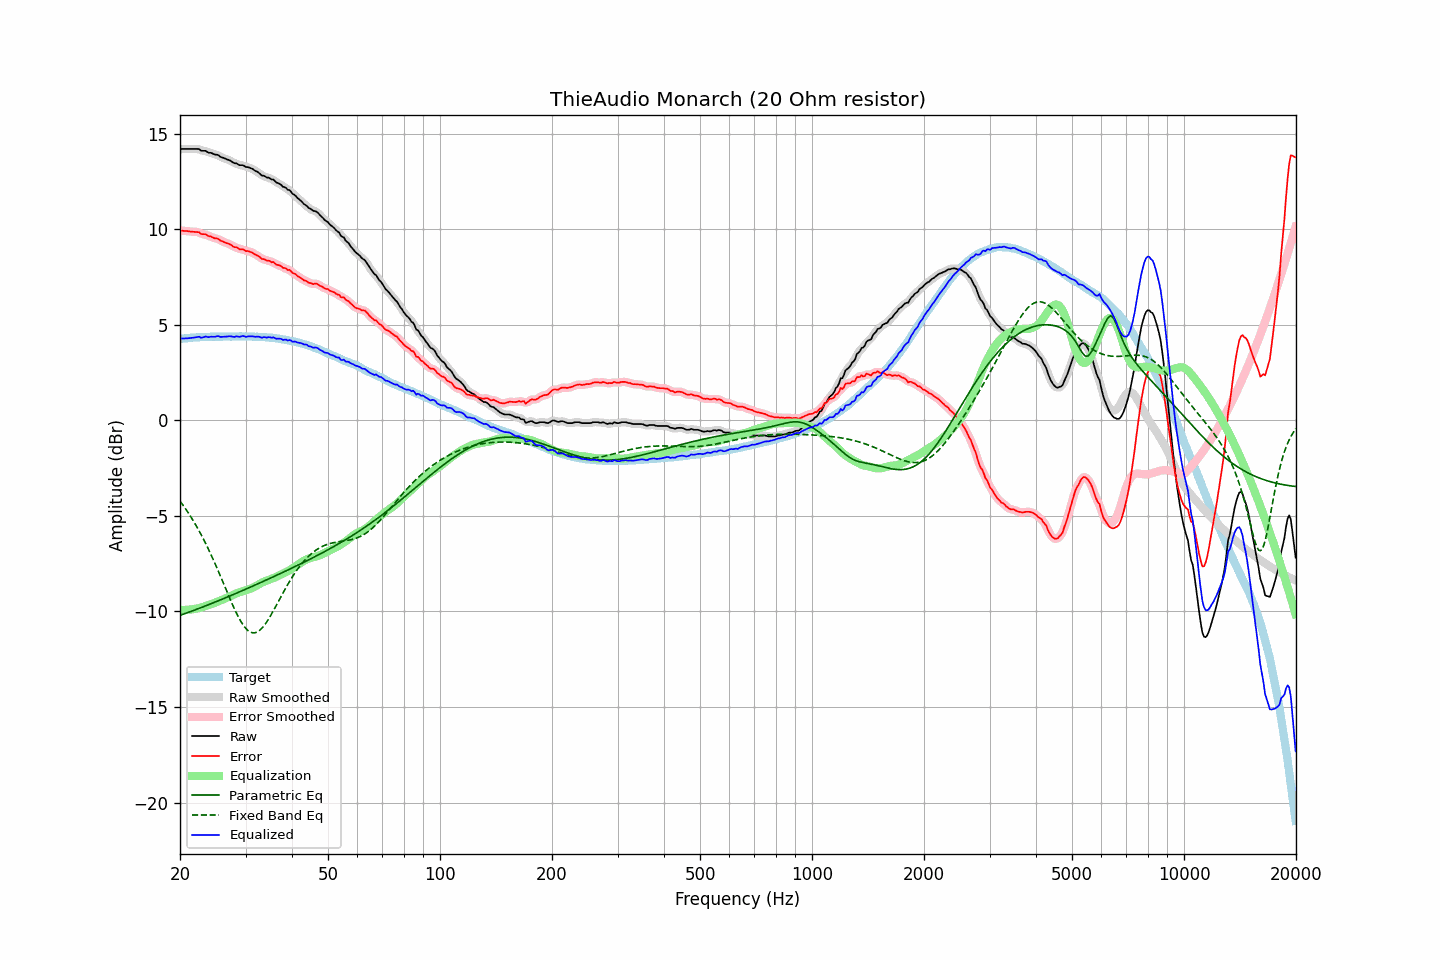 ThieAudio Monarch (20 Ohm resistor)
Amplitude (dBr)
15
10
5
0
−5
−10
−15
−20
Target
Raw Smoothed
Error Smoothed
Raw
Error
Equalization
Parametric Eq
Fixed Band Eq
Equalized
20 50 100 200 500 1000 2000 5000 10000 20000
Frequency (Hz)